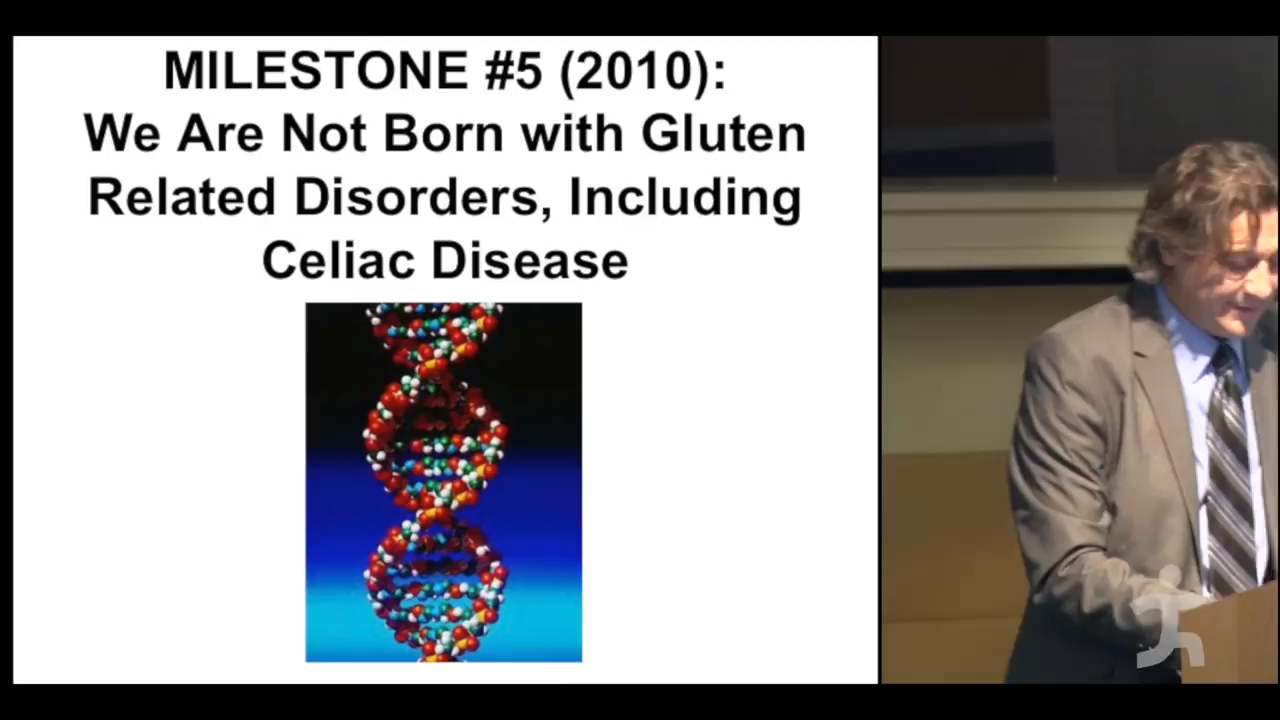 MILESTONE #5 (2010):
We Are Not Born with Gluten
Related Disorders, Including
Celiac Disease